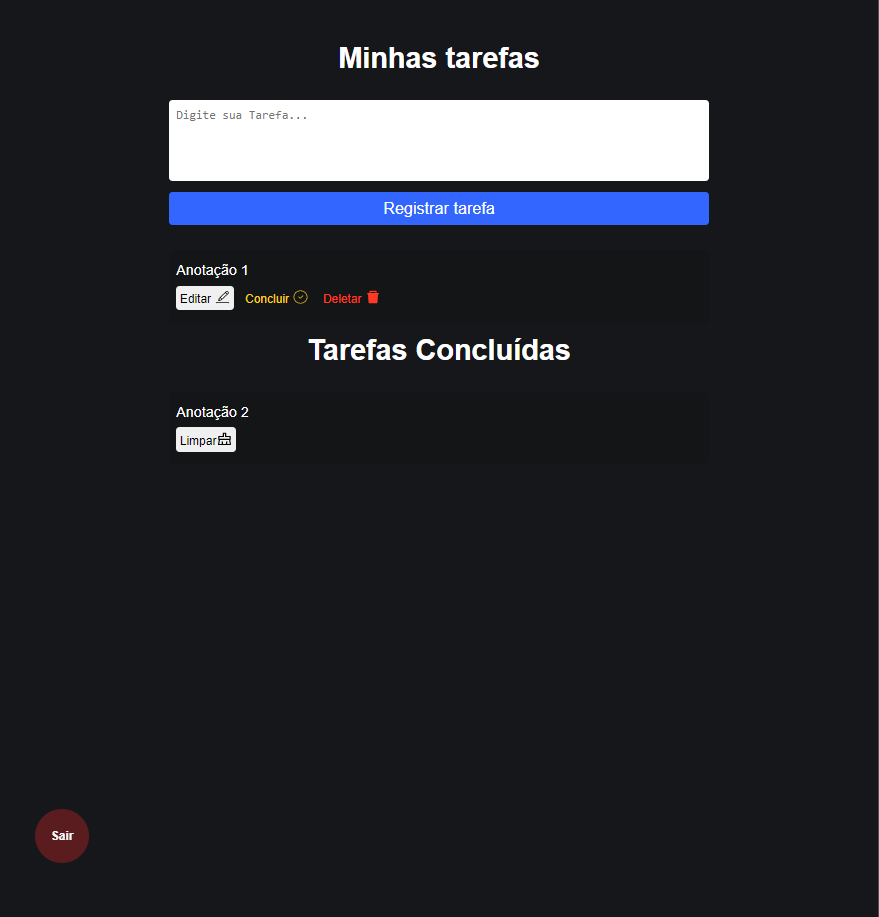 Minhas tarefas
Digite sua Tarefa...
Registrar tarefa
Anotação 1
Editar Concluir Deletar
Tarefas Concluídas
Anotação 2
Limpar
Sair